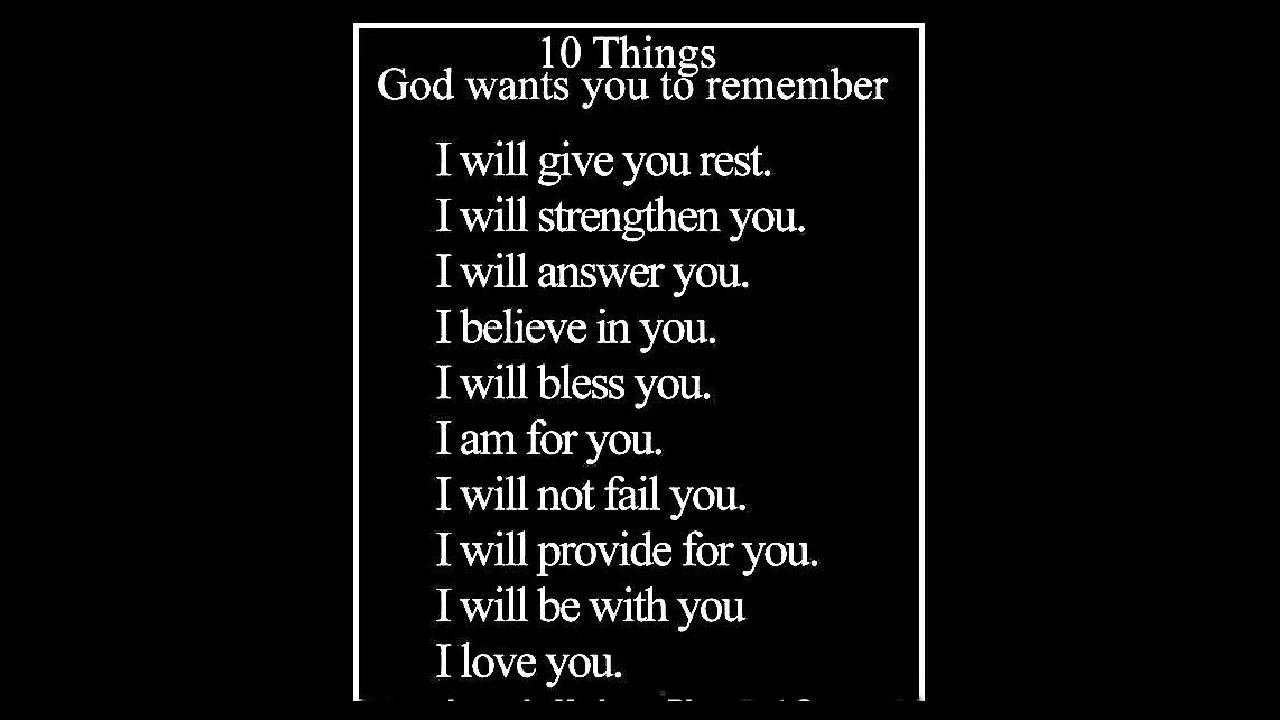 10 Things
God wants you to remember
I will give you rest.
I will strengthen you.
I will answer you.
I believe in you.
I will bless you.
I am for you.
I will not fail you.
I will provide for you.
I will be with you
I love you.